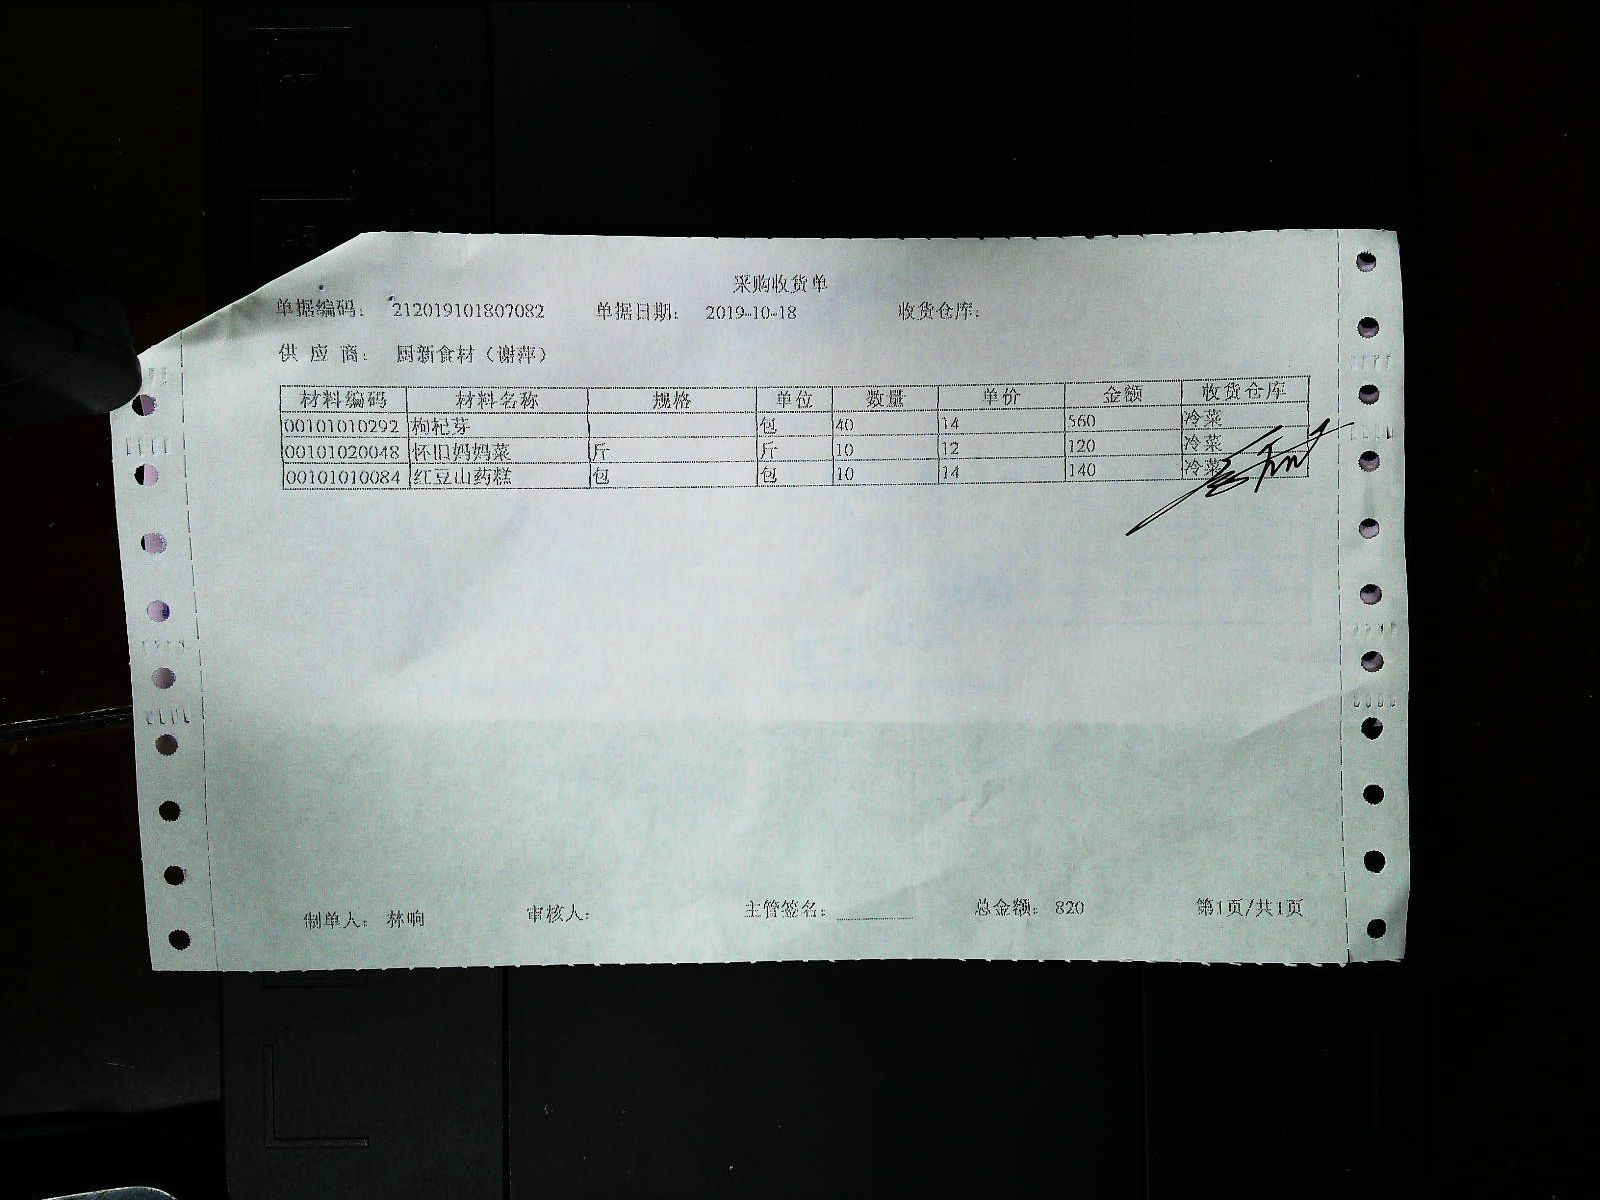 采购收货单
单据编码： 212019101807082 单据日期： 2019-10-18 收货仓库：
供 应 商： 厨新食材（谢萍）
材料编码 材料名称 规格 单位 数量 单价 金额 收货仓库
00101010292 枸杞芽 包 40 14 560 冷菜
00101020048 怀旧妈妈菜 斤 斤 10 12 120 冷菜
00101010084 红豆山药糕 包 包 10 14 140 冷菜
制单人： 林响 审核人： 主管签名： 总金额： 820 第1页/共1页